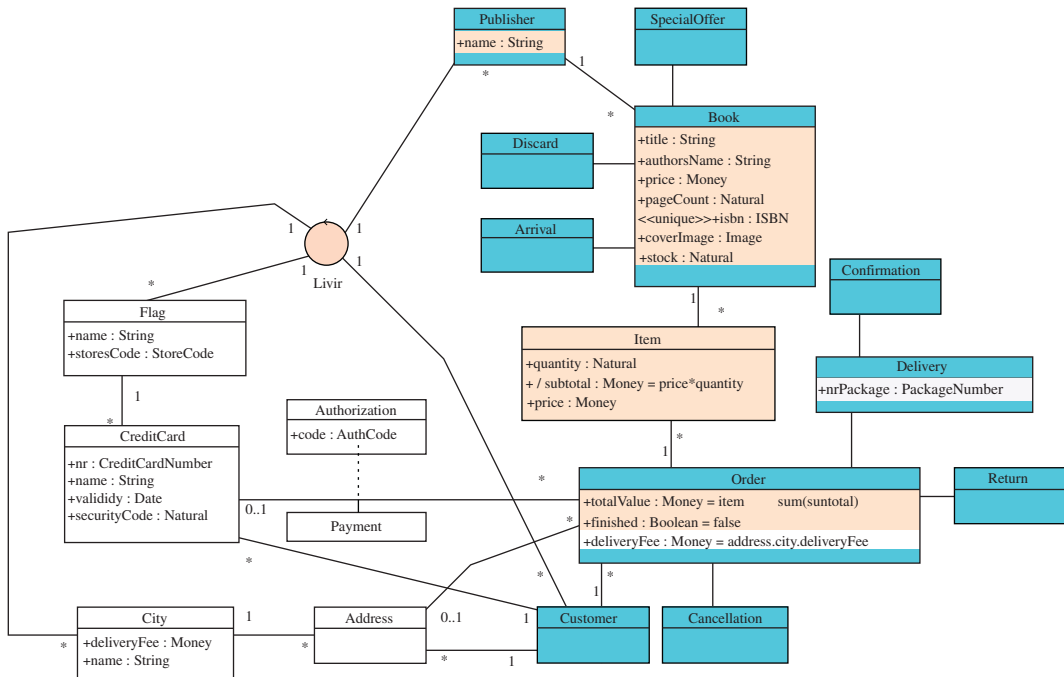 Publisher
+name : String
SpecialOffer
1
*
*
Book
+title : String
+authorsName : String
+price : Money
+pageCount : Natural
<<unique>>+isbn : ISBN
+coverImage : Image
+stock : Natural
Discard
Arrival
1
1
1
1
Livir
*
Flag
+name : String
+storesCode : StoreCode
Confirmation
1
*
Item
+quantity : Natural
+ / subtotal : Money = price*quantity
+price : Money
Delivery
+nrPackage : PackageNumber
1
*
Authorization
+code : AuthCode
CreditCard
+nr : CreditCardNumber
+name : String
+valididy : Date
+securityCode : Natural
*
1
0..1
*
Payment
Order
+totalValue : Money = item sum(suntotal)
+finished : Boolean = false
+deliveryFee : Money = address.city.deliveryFee
Return
*
*
*
*
1
City
+deliveryFee : Money
+name : String
1
*
*
Address
0..1
*
1
1
Customer
Cancellation